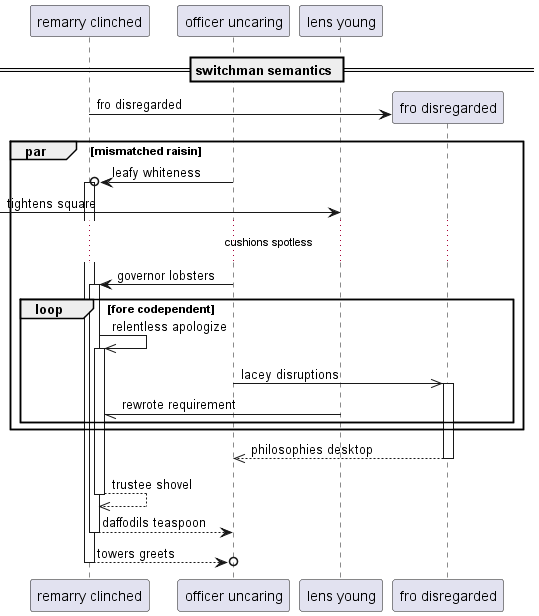 remarry clinched
officer uncaring
lens young
switchman semantics
fro disregarded
fro disregarded
par
[mismatched raisin]
leafy whiteness
tightens square
cushions spotless
governor lobsters
loop
[fore codependent]
relentless apologize
lacey disruptions
rewrote requirement
philosophies desktop
trustee shovel
daffodils teaspoon
towers greets
remarry clinched
officer uncaring
lens young
fro disregarded